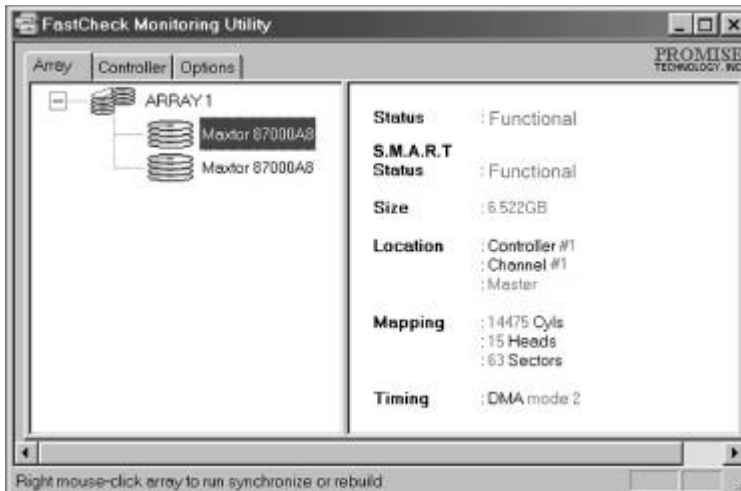 FastCheck Monitoring Utility
Array
Controller
Options
PROMISE
TECHNOLOGY, INC
ARRAY 1
Maxtor 87000A8
Maxtor 87000A8
Status : Functional
S.M.A.R.T
Status : Functional
Size : 6.522GB
Location : Controller #1
: Channel #1
: Master
Mapping : 14475 Cyls
: 15 Heads
: 63 Sectors
Timing : DMA mode 2
Right mouse-click array to run synchronize or rebuild